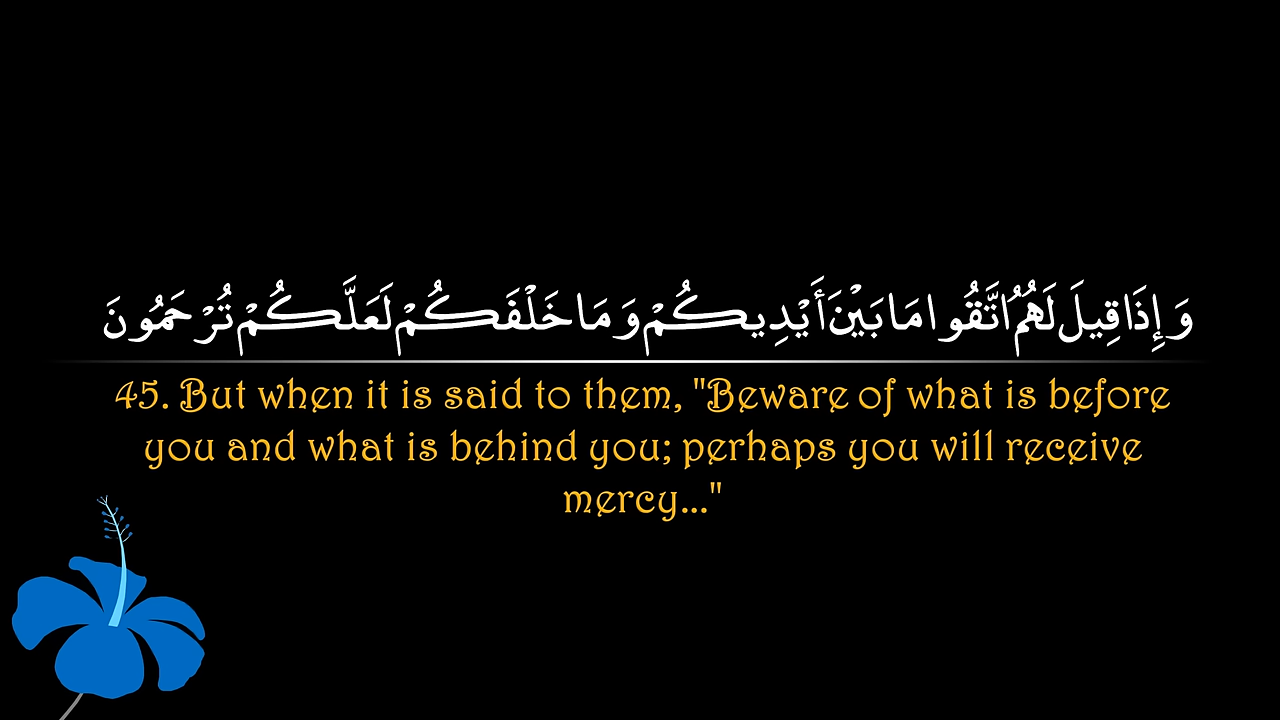 وَإِذَا قِيلَ لَهُمُ اتَّقُوا مَا بَيْنَ أَيْدِيكُمْ وَمَا خَلْفَكُمْ لَعَلَّكُمْ تُرْحَمُونَ
45. But when it is said to them, "Beware of what is before
you and what is behind you; perhaps you will receive
mercy..."